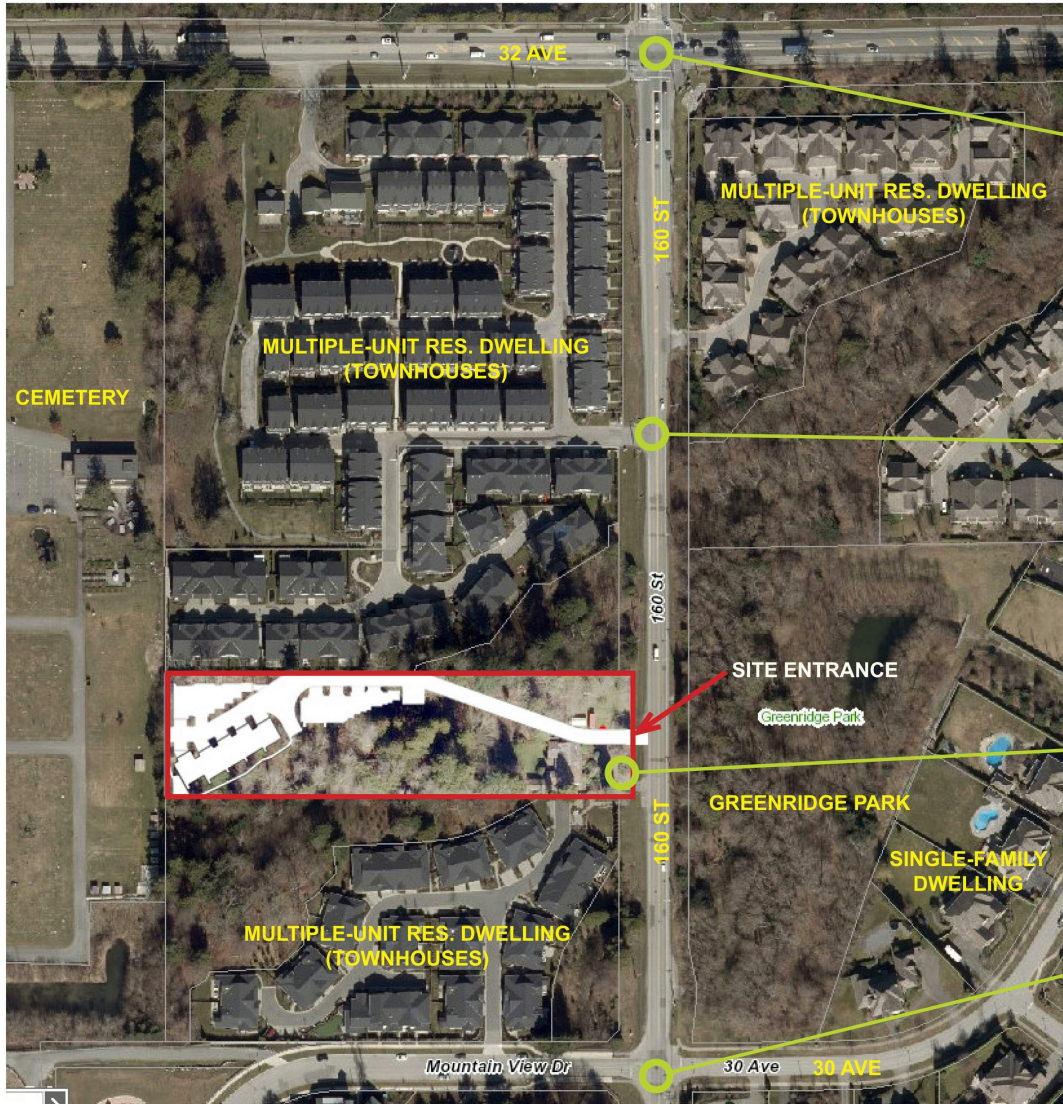 32 AVE
160 ST
MULTIPLE-UNIT RES. DWELLING
(TOWNHOUSES)
MULTIPLE-UNIT RES. DWELLING
(TOWNHOUSES)
CEMETERY
160 St
SITE ENTRANCE
Greenridge Park
GREENRIDGE PARK
160 ST
SINGLE-FAMILY
DWELLING
MULTIPLE-UNIT RES. DWELLING
(TOWNHOUSES)
Mountain View Dr
30 Ave
30 AVE